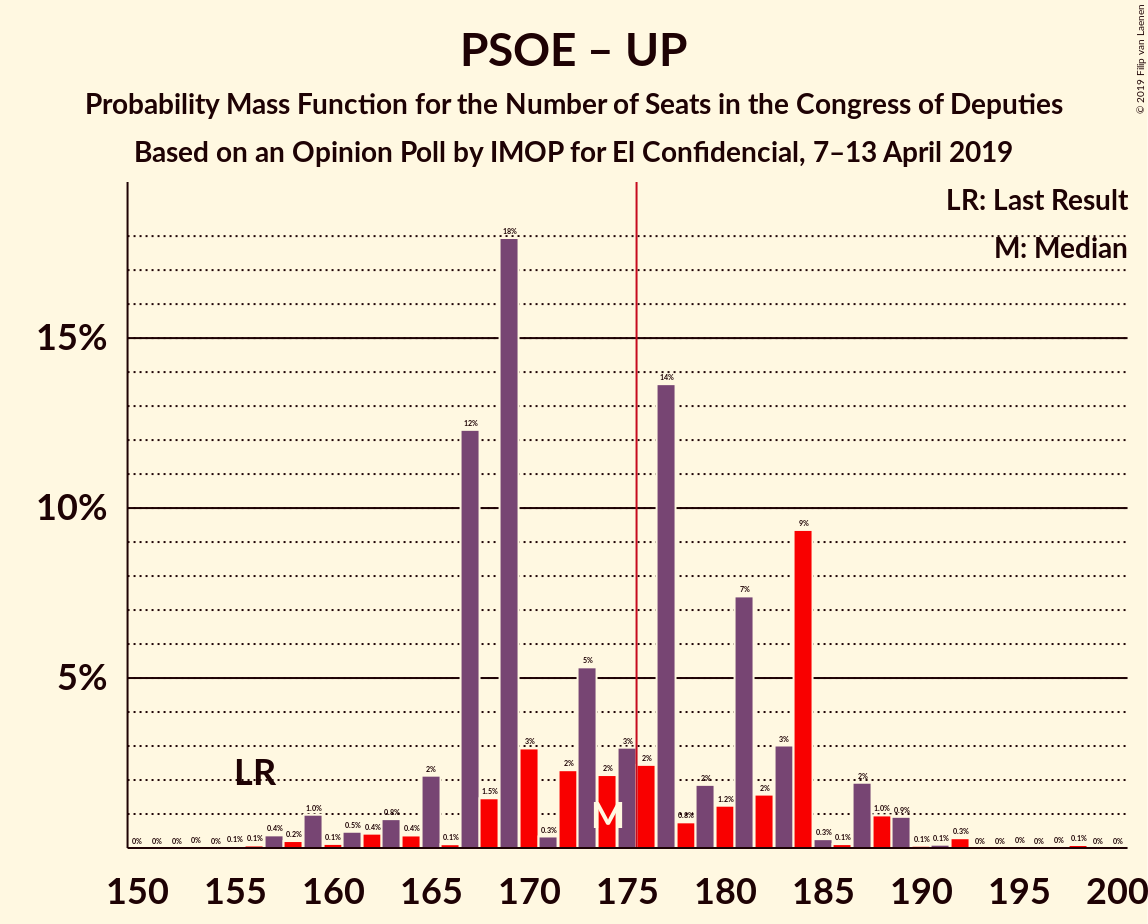 PSOE – UP
Probability Mass Function for the Number of Seats in the Congress of Deputies
Based on an Opinion Poll by IMOP for El Confidencial, 7–13 April 2019
© 2019 Filip van Laenen
LR: Last Result
M: Median
15%
10%
5%
0% 0% 0% 0% 0% 0.1% 0.1% 0.4% 0.2% 1.0% 0.1% 0.5% 0.4% 0.8% 0.4% 2% 0.1% 12% 1.5% 18% 3% 0.3% 2% 5% 2% 3% 2% 14% 0.8% 2% 1.2% 7% 2% 3% 9% 0.3% 0.1% 2% 1.0% 0.9% 0.1% 0.1% 0.3% 0% 0% 0% 0% 0% 0.1% 0% 0%
LR
M
150 155 160 165 170 175 180 185 190 195 200